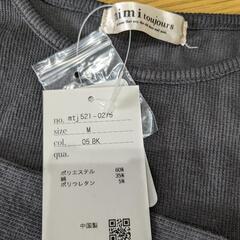 mimi toujours
no. mtj521-0275
size M
col. 05 BK
qua.
ポリエステル 60%
綿 35%
ポリウレタン 5%
中国製